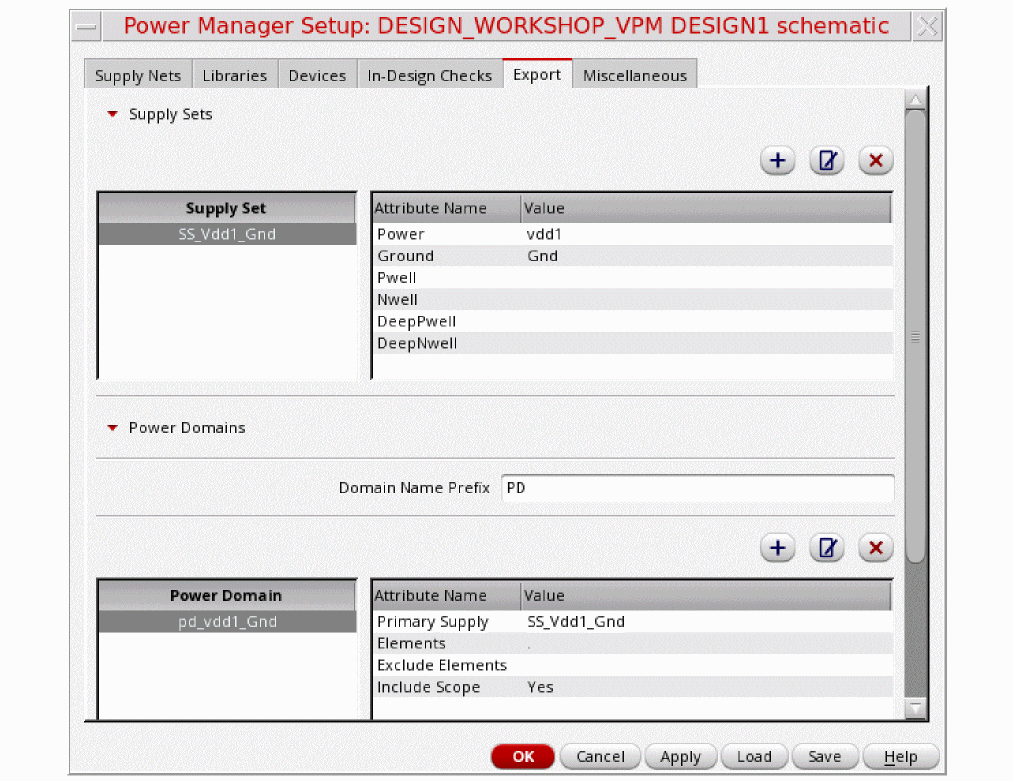 Power Manager Setup: DESIGN_WORKSHOP_VPM DESIGN1 schematic
Supply Nets Libraries Devices In-Design Checks Export Miscellaneous
Supply Sets
Supply Set Attribute Name Value
SS_Vdd1_Gnd Power vdd1
Ground Gnd
Pwell
Nwell
DeepPwell
DeepNwell
Power Domains
Domain Name Prefix PD
Power Domain Attribute Name Value
pd_vdd1_Gnd Primary Supply SS_Vdd1_Gnd
Elements .
Exclude Elements
Include Scope Yes
OK Cancel Apply Load Save Help